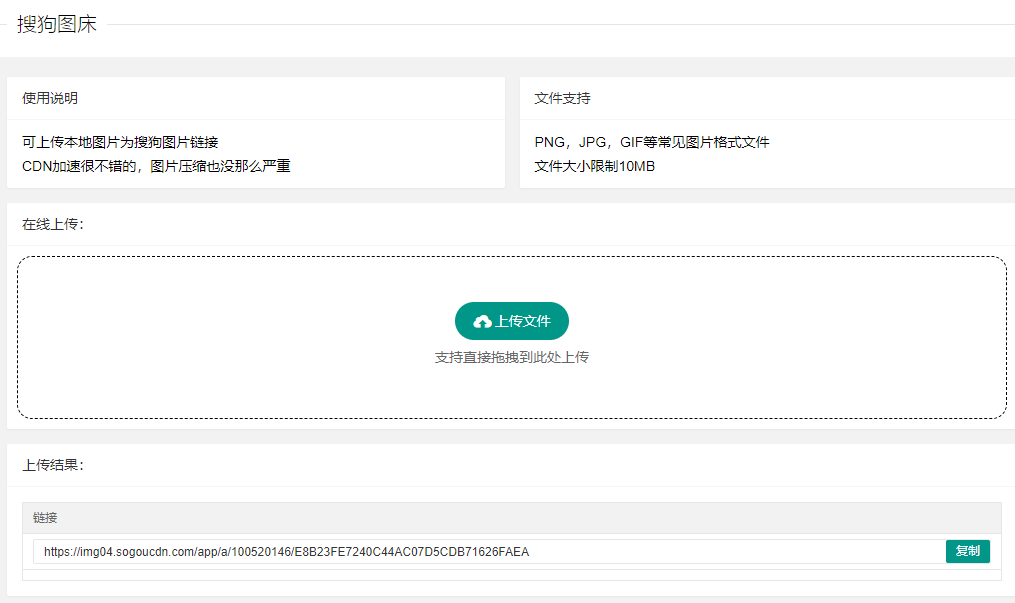 搜狗图床
使用说明
可上传本地图片为搜狗图片链接
CDN加速很不错的，图片压缩也没那么严重
文件支持
PNG，JPG，GIF等常见图片格式文件
文件大小限制10MB
在线上传：
上传文件
支持直接拖拽到此处上传
上传结果：
链接
https://img04.sogoucdn.com/app/a/100520146/E8B23FE7240C44AC07D5CDB71626FAEA
复制